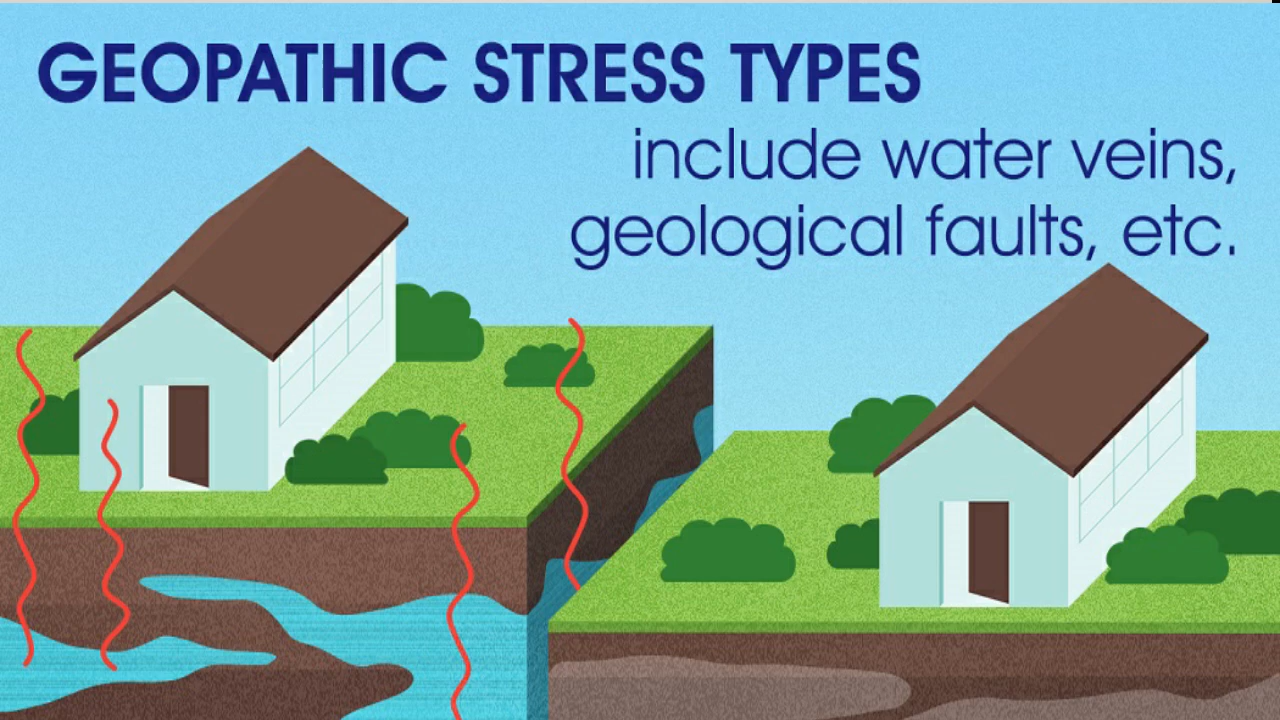 GEOPATHIC STRESS TYPES
include water veins,
geological faults, etc.